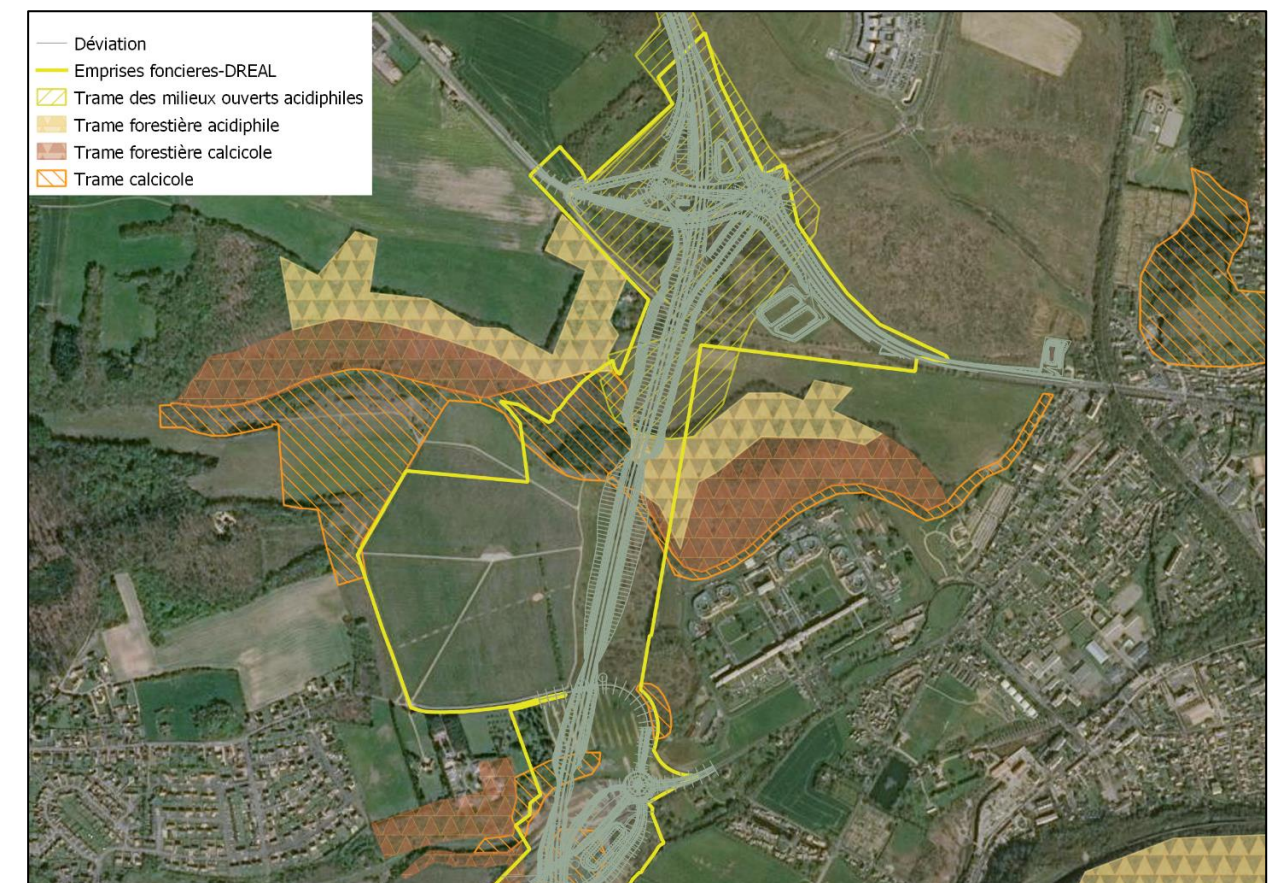 Déviation
Emprises foncieres-DREAL
Trame des milieux ouverts acidiphiles
Trame forestière acidiphile
Trame forestière calcicole
Trame calcicole